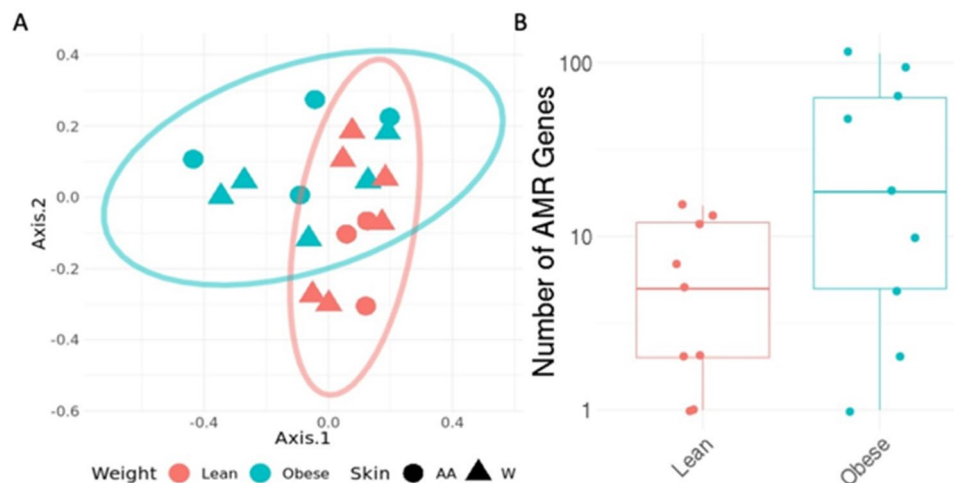 A
B
0.4
0.2
0.0
-0.2
-0.4
-0.6
Axis.2
-0.4
0.0
0.4
Axis.1
Weight Lean Obese Skin AA W
Number of AMR Genes
100
10
1
Lean
Obese